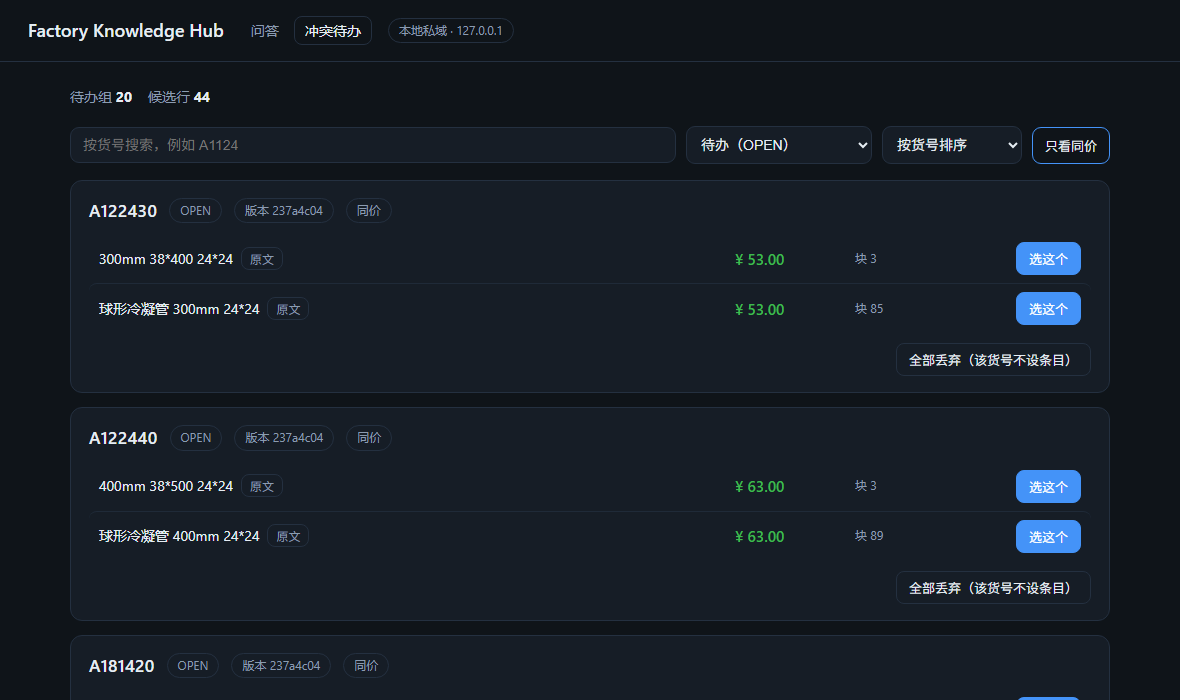 Factory Knowledge Hub 问答 冲突待办 本地私域 · 127.0.0.1
待办组 20 候选行 44
按货号搜索，例如 A1124 待办（OPEN） 按货号排序 只看同价
A122430 OPEN 版本 237a4c04 同价
300mm 38*400 24*24 原文 ¥ 53.00 块 3 选这个
球形冷凝管 300mm 24*24 原文 ¥ 53.00 块 85 选这个
全部丢弃（该货号不设条目）
A122440 OPEN 版本 237a4c04 同价
400mm 38*500 24*24 原文 ¥ 63.00 块 3 选这个
球形冷凝管 400mm 24*24 原文 ¥ 63.00 块 89 选这个
全部丢弃（该货号不设条目）
A181420 OPEN 版本 237a4c04 同价